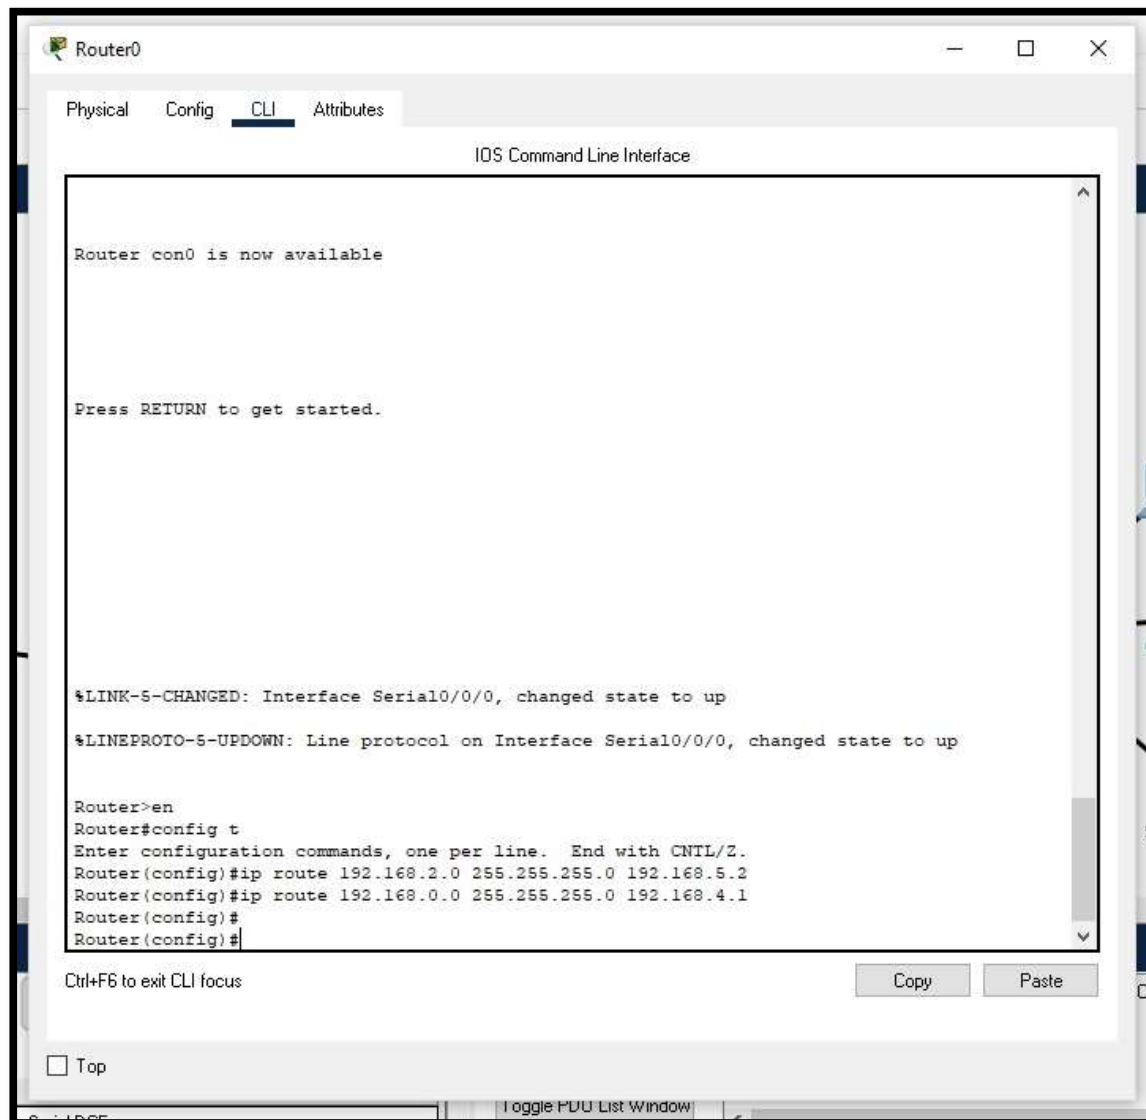 Router0
Physical Config CLI Attributes
IOS Command Line Interface
Router con0 is now available
Press RETURN to get started.
%LINK-5-CHANGED: Interface Serial0/0/0, changed state to up
%LINEPROTO-5-UPDOWN: Line protocol on Interface Serial0/0/0, changed state to up
Router>en
Router#config t
Enter configuration commands, one per line.  End with CNTL/Z.
Router(config)#ip route 192.168.2.0 255.255.255.0 192.168.5.2
Router(config)#ip route 192.168.0.0 255.255.255.0 192.168.4.1
Router(config)#
Router(config)#
Ctrl+F6 to exit CLI focus
Copy Paste
Top
Toggle PDU List Window